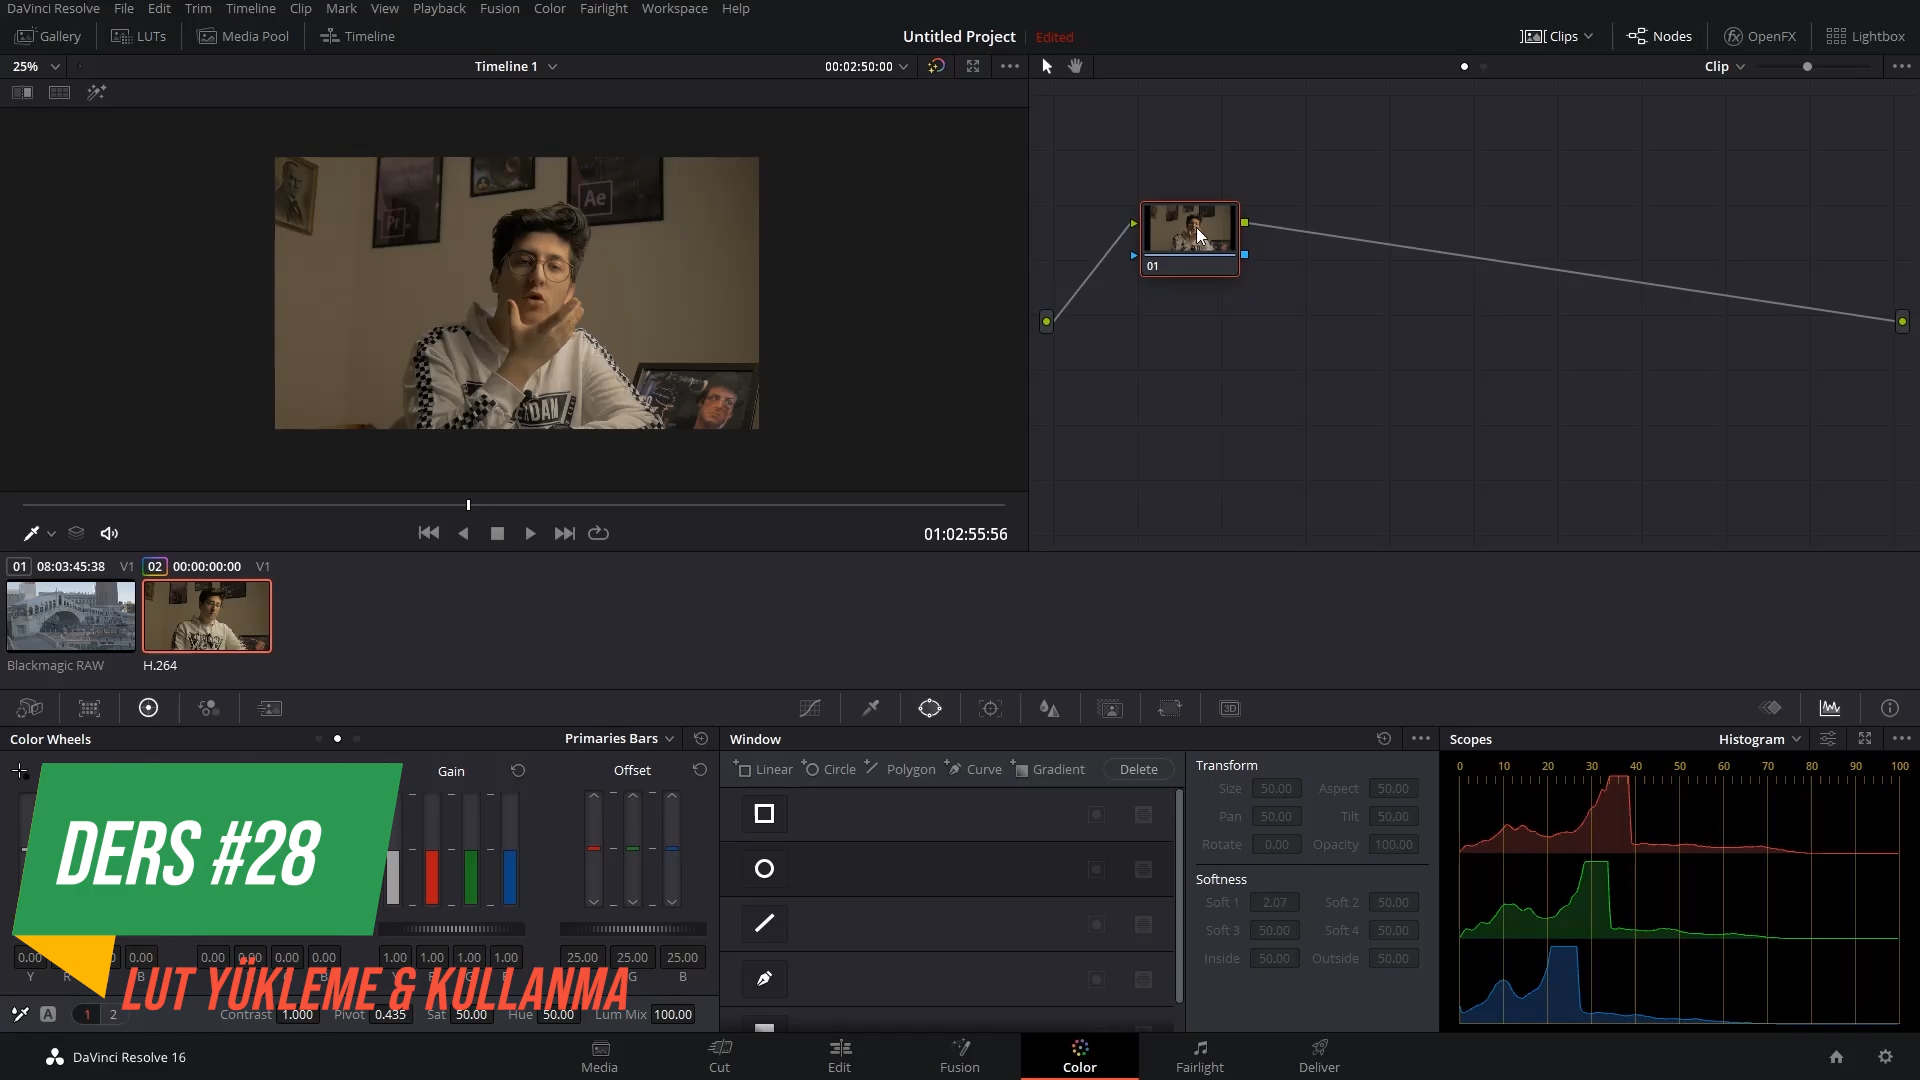 DaVinci Resolve File Edit Trim Timeline Clip Mark View Playback Fusion Color Fairlight Workspace Help
Gallery LUTs Media Pool Timeline Untitled Project Edited Clips Nodes OpenFX Lightbox
25% Timeline 1 00:02:50:00 Clip
Pr
Ae
01
01:02:55:56
01 08:03:45:38 V1 02 00:00:00:00 V1
Blackmagic RAW H.264
3D
Color Wheels Primaries Bars Window Scopes Histogram
Gain Offset
Linear Circle Polygon Curve Gradient Delete
Transform
Size 50.00 Aspect 50.00
Pan 50.00 Tilt 50.00
Rotate 0.00 Opacity 100.00
Softness
Soft 1 2.07 Soft 2 50.00
Soft 3 50.00 Soft 4 50.00
Inside 50.00 Outside 50.00
0 10 20 30 40 50 60 70 80 90 100
DERS #28
0.00 0.00 0.00 0.00 0.00 0.00 1.00 1.00 1.00 1.00 25.00 25.00 25.00
Y G B
LUT YÜKLEME & KULLANMA
A 1 2 Contrast 1.000 Pivot 0.435 Sat 50.00 Hue 50.00 Lum Mix 100.00
DaVinci Resolve 16 Media Cut Edit Fusion Color Fairlight Deliver